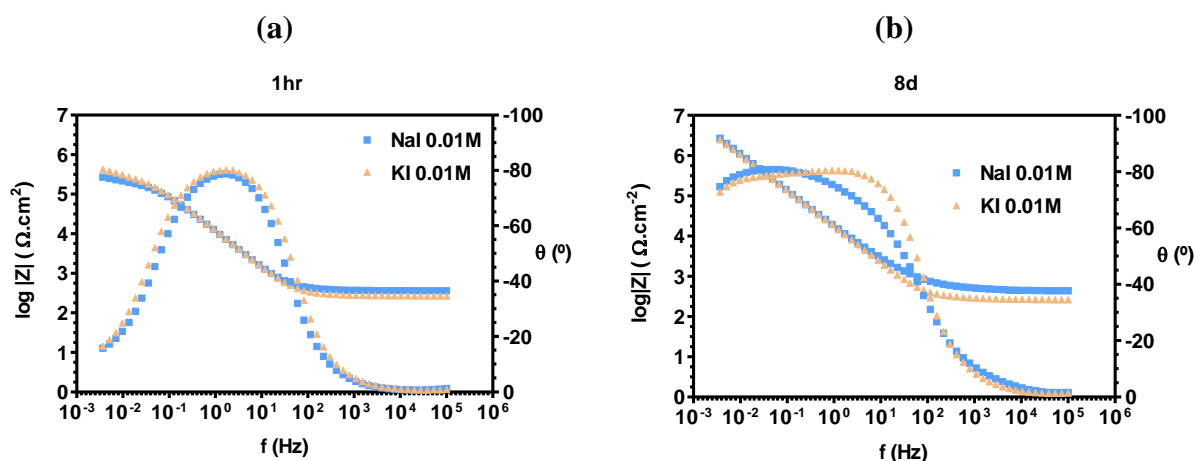 (a)
1hr
7
6
5
4
3
2
1
0
log |Z| ( Ω.cm²)
-100
-80
-60
-40
-20
0
θ (º)
NaI 0.01M
KI 0.01M
10⁻³ 10⁻² 10⁻¹ 10⁰ 10¹ 10² 10³ 10⁴ 10⁵ 10⁶
f (Hz)
(b)
8d
7
6
5
4
3
2
1
0
log|Z| ( Ω.cm⁻²)
-100
-80
-60
-40
-20
0
θ (º)
NaI 0.01M
KI 0.01M
10⁻³ 10⁻² 10⁻¹ 10⁰ 10¹ 10² 10³ 10⁴ 10⁵ 10⁶
f (Hz)